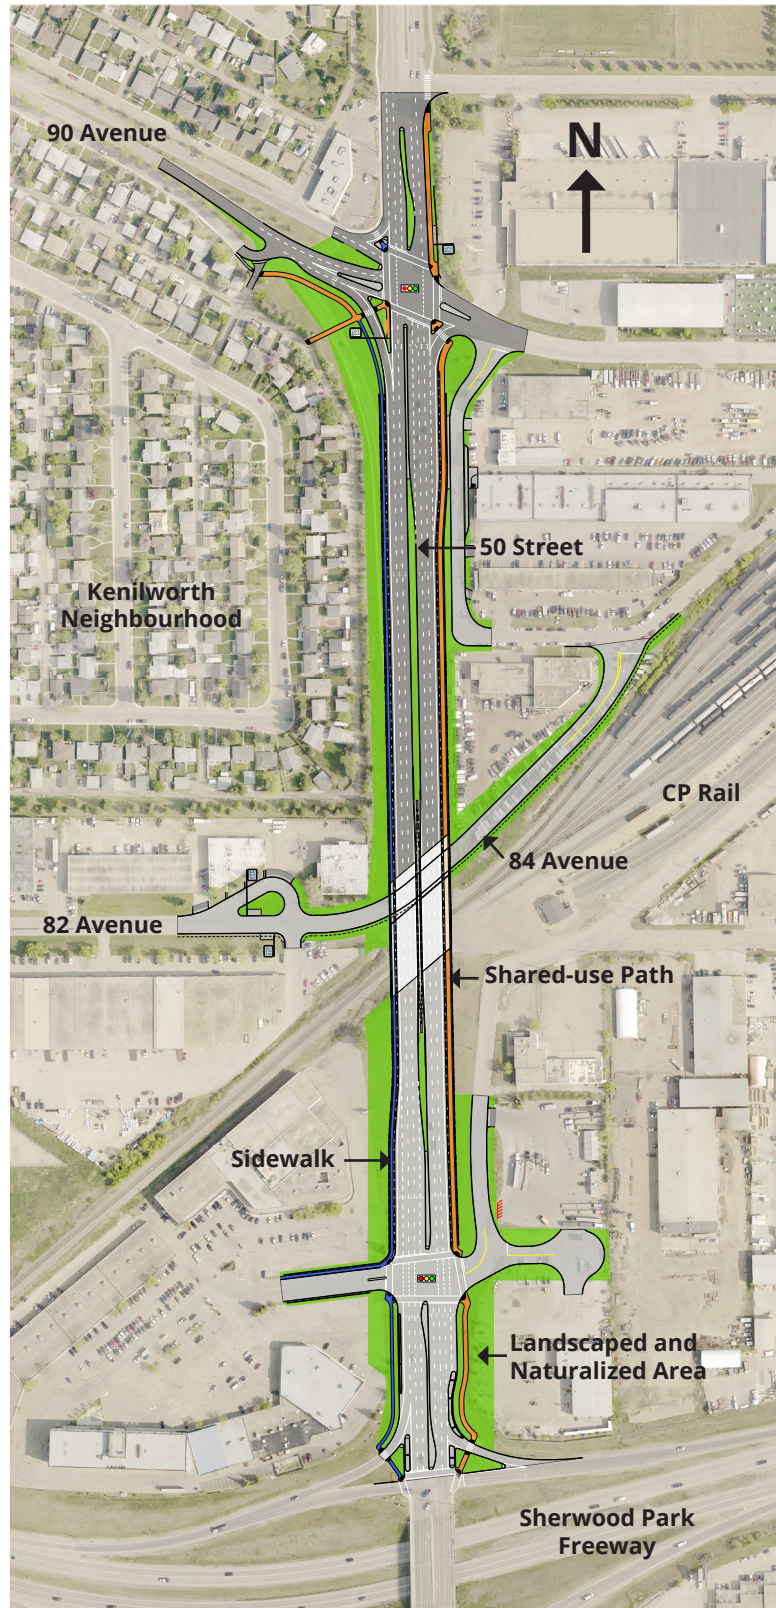 90 Avenue
N
50 Street
Kenilworth
Neighbourhood
CP Rail
84 Avenue
82 Avenue
Shared-use Path
Sidewalk
Landscaped and
Naturalized Area
Sherwood Park
Freeway